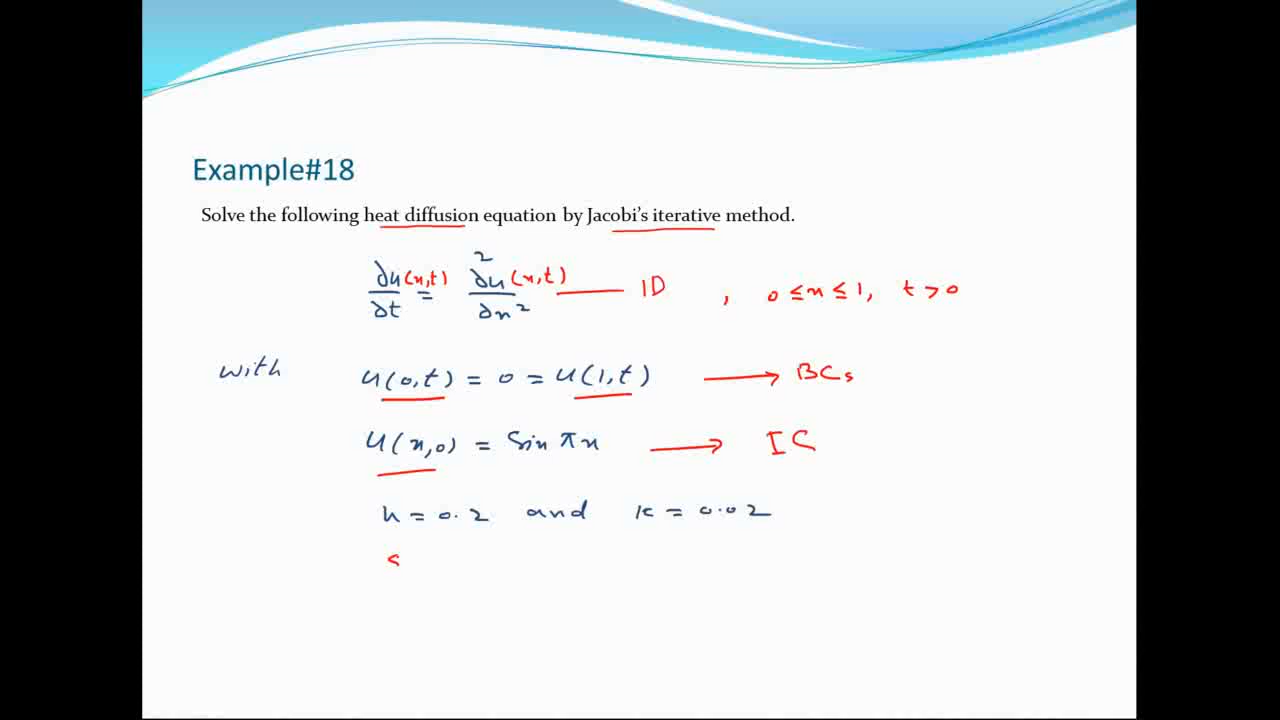 Example#18
Solve the following heat diffusion equation by Jacobi's iterative method.
∂u(x,t)/∂t = ∂²u(x,t)/∂x² —— 1D , 0 ≤ x ≤ 1, t > 0
with u(0,t) = 0 = u(1,t) → BCs
u(x,0) = Sin πx → IC
h = 0.2 and k = 0.02
s